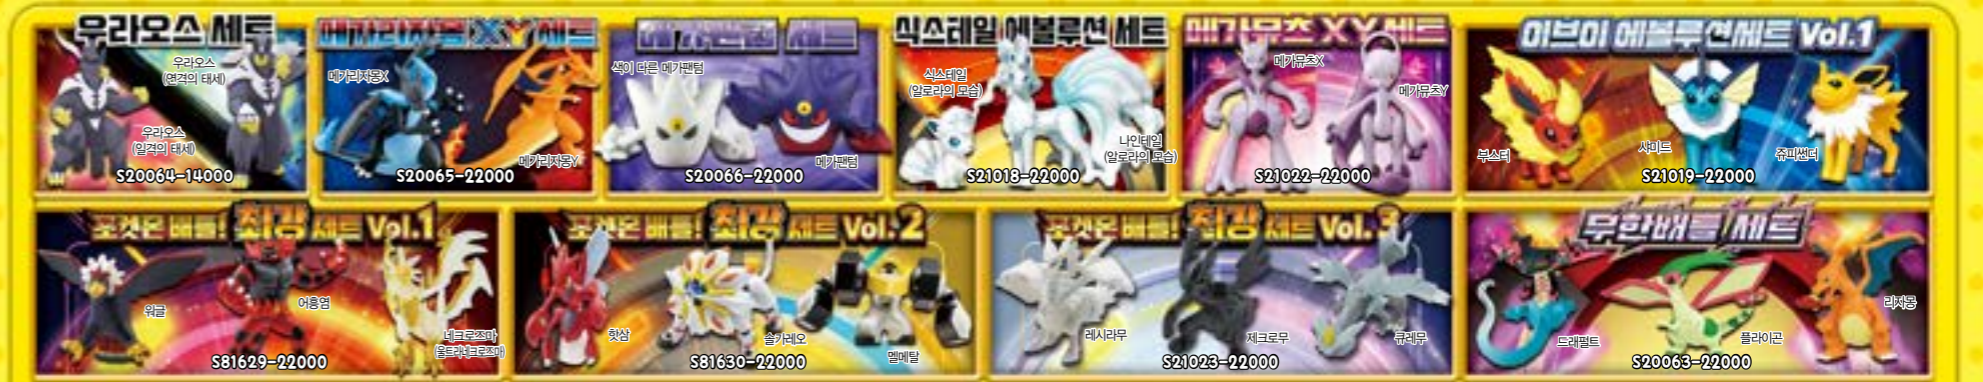 우라오스 세트
우라오스
(연격의 태세)
우라오스
(일격의 태세)
S20064-14000
메가리자몽XY세트
메가리자몽X
메가리자몽Y
S20065-22000
메가팬텀 세트
색이 다른 메가팬텀
메가팬텀
S20066-22000
식스테일 에볼루션 세트
식스테일
(알로라의 모습)
나인테일
(알로라의 모습)
S21018-22000
메가뮤츠XY세트
메가뮤츠X
메가뮤츠Y
S21022-22000
이브이 에볼루션세트 Vol.1
부스터
샤미드
쥬피썬더
S21019-22000
포켓몬 배틀! 최강 세트 Vol.1
워글
어흥염
네크로즈마
(울트라네크로즈마)
S81629-22000
포켓몬 배틀! 최강 세트 Vol.2
핫삼
솔가레오
멜메탈
S81630-22000
포켓몬 배틀! 최강 세트 Vol.3
레시라무
제크로무
큐레무
S21023-22000
무한배틀 세트
드래펄트
플라이곤
리자몽
S20063-22000